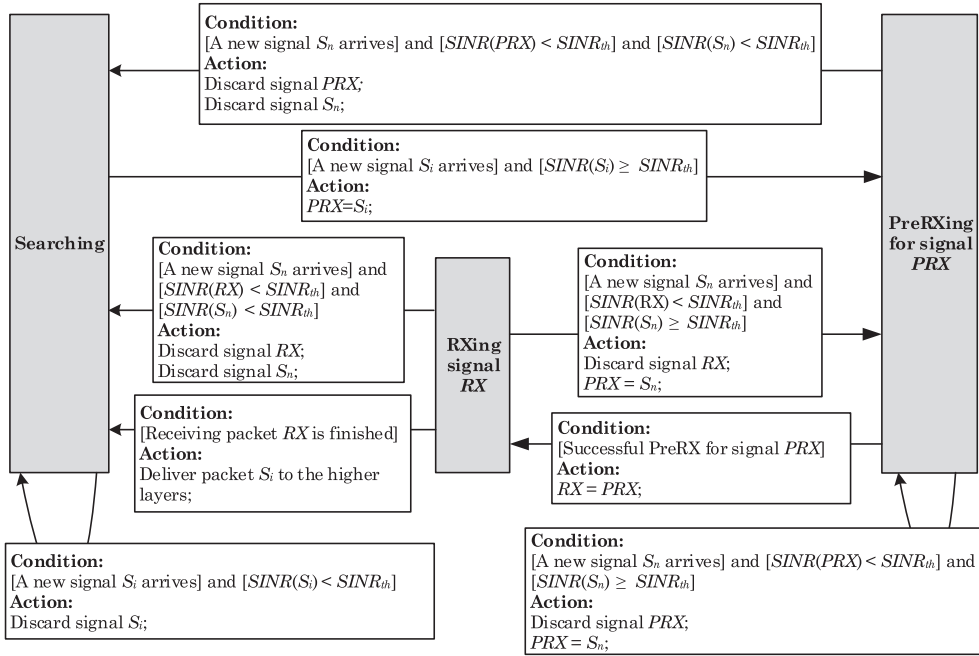 Condition:
[A new signal Sn arrives] and [SINR(PRX) < SINRth] and [SINR(Sn) < SINRth]
Action:
Discard signal PRX;
Discard signal Sn;
Condition:
[A new signal Si arrives] and [SINR(Si) ≥ SINRth]
Action:
PRX=Si;
Searching
PreRXing
for signal
PRX
Condition:
[A new signal Sn arrives] and
[SINR(RX) < SINRth] and
[SINR(Sn) < SINRth]
Action:
Discard signal RX;
Discard signal Sn;
RXing
signal
RX
Condition:
[A new signal Sn arrives] and
[SINR(RX) < SINRth] and
[SINR(Sn) ≥ SINRth]
Action:
Discard signal RX;
PRX = Sn;
Condition:
[Receiving packet RX is finished]
Action:
Deliver packet Si to the higher
layers;
Condition:
[Successful PreRX for signal PRX]
Action:
RX = PRX;
Condition:
[A new signal Si arrives] and [SINR(Si) < SINRth]
Action:
Discard signal Si;
Condition:
[A new signal Sn arrives] and [SINR(PRX) < SINRth] and
[SINR(Sn) ≥ SINRth]
Action:
Discard signal PRX;
PRX = Sn;